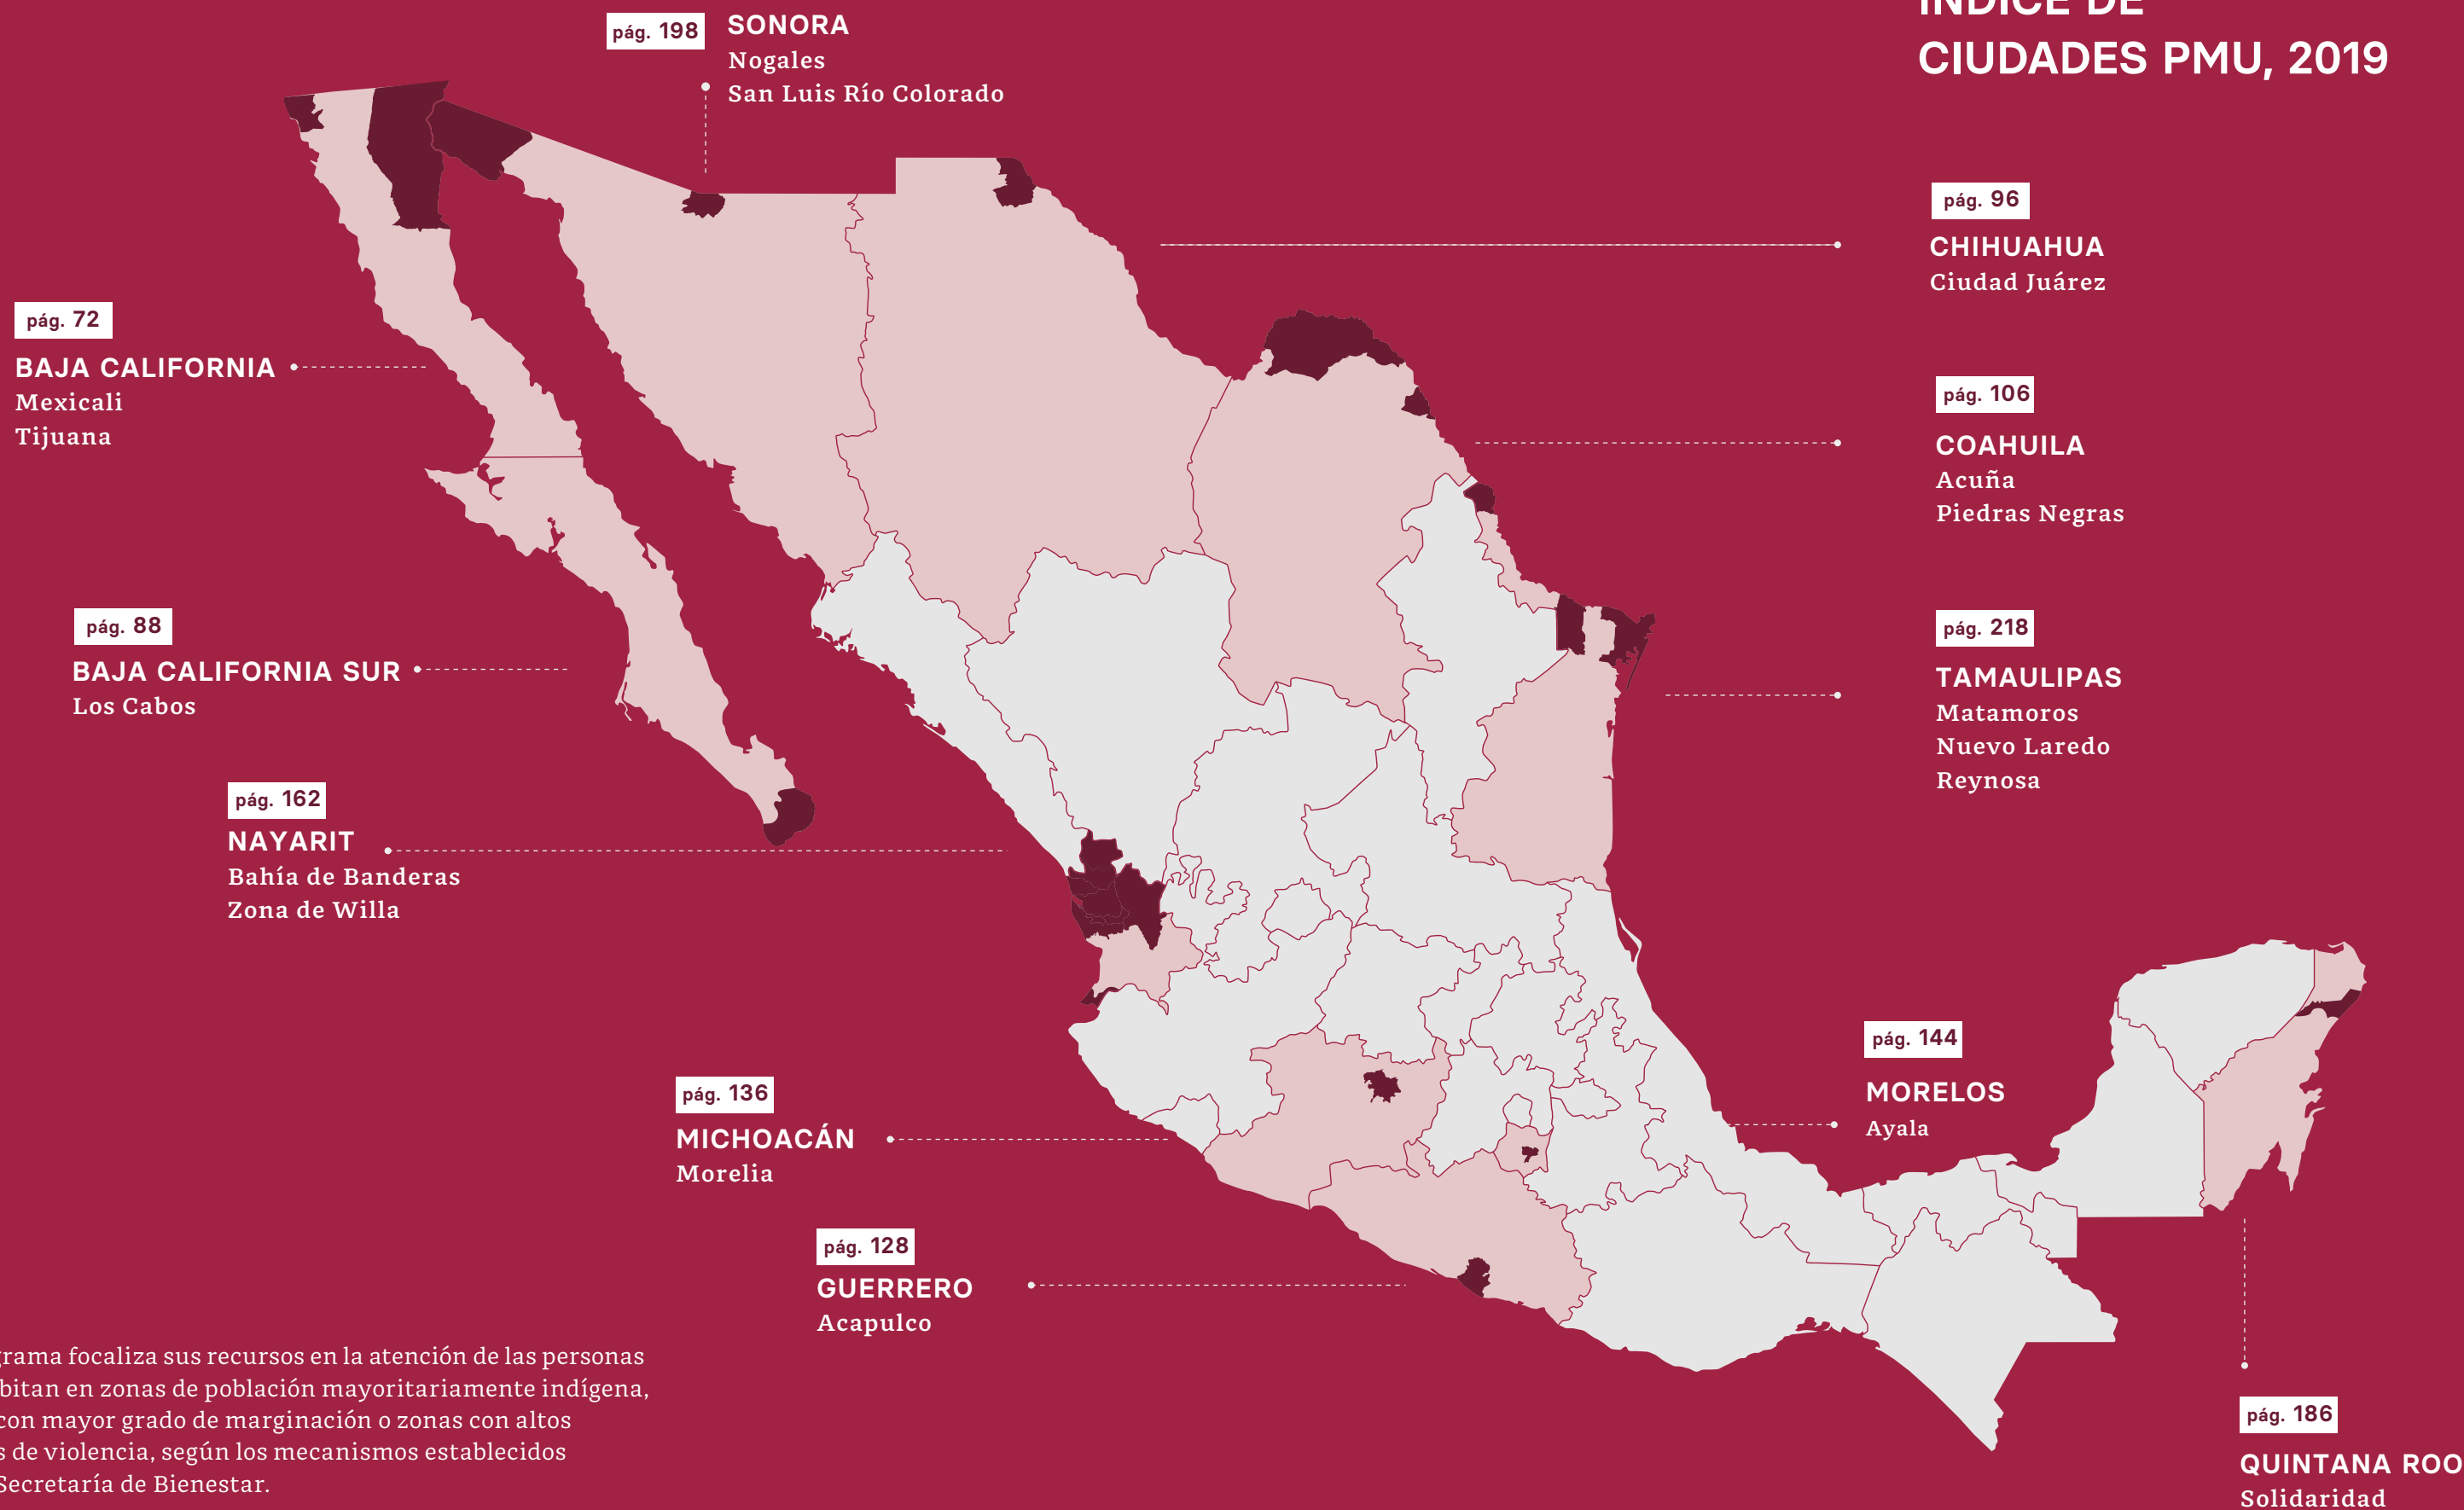 ÍNDICE DE
CIUDADES PMU, 2019
pág. 198
SONORA
Nogales
San Luis Río Colorado
pág. 96
CHIHUAHUA
Ciudad Juárez
pág. 72
BAJA CALIFORNIA
Mexicali
Tijuana
pág. 106
COAHUILA
Acuña
Piedras Negras
pág. 88
BAJA CALIFORNIA SUR
Los Cabos
pág. 218
TAMAULIPAS
Matamoros
Nuevo Laredo
Reynosa
pág. 162
NAYARIT
Bahía de Banderas
Zona de Willa
pág. 144
MORELOS
Ayala
pág. 136
MICHOACÁN
Morelia
pág. 128
GUERRERO
Acapulco
pág. 186
QUINTANA ROO
Solidaridad
grama focaliza sus recursos en la atención de las personas
bitan en zonas de población mayoritariamente indígena,
con mayor grado de marginación o zonas con altos
s de violencia, según los mecanismos establecidos
Secretaría de Bienestar.